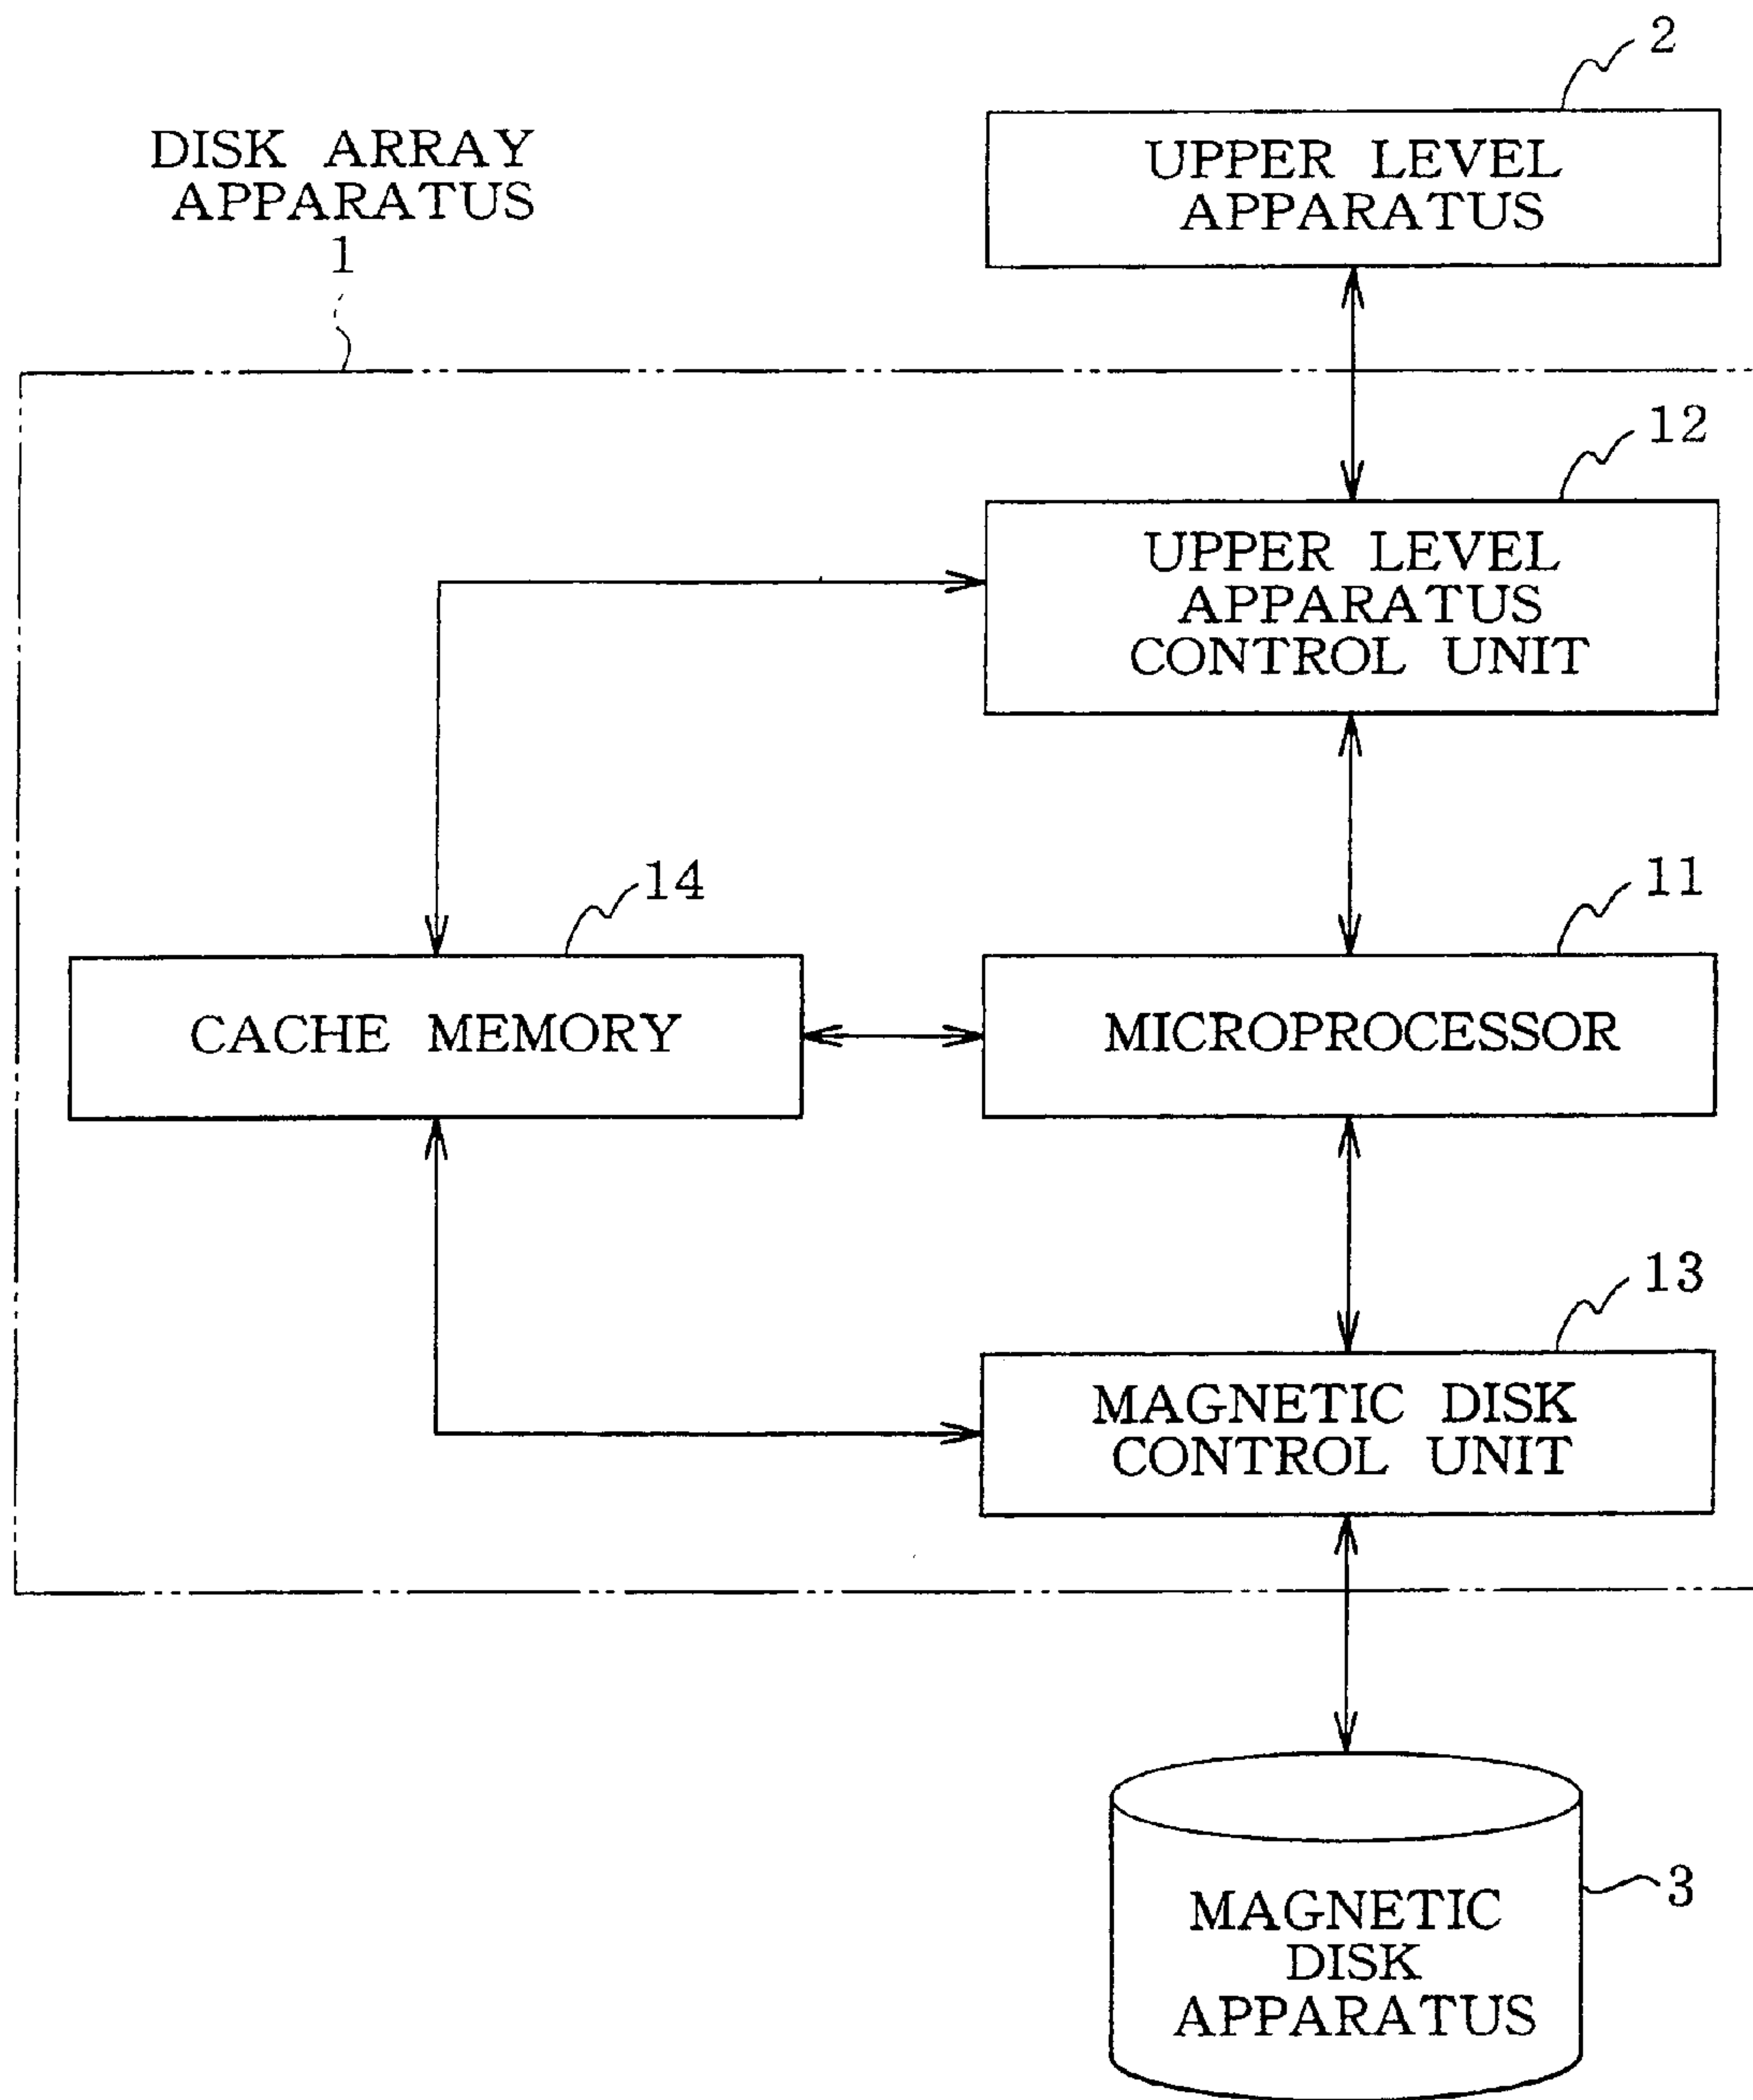 2
DISK ARRAY
APPARATUS
1
UPPER LEVEL
APPARATUS
12
UPPER LEVEL
APPARATUS
CONTROL UNIT
14
11
CACHE MEMORY
MICROPROCESSOR
13
MAGNETIC DISK
CONTROL UNIT
3
MAGNETIC
DISK
APPARATUS